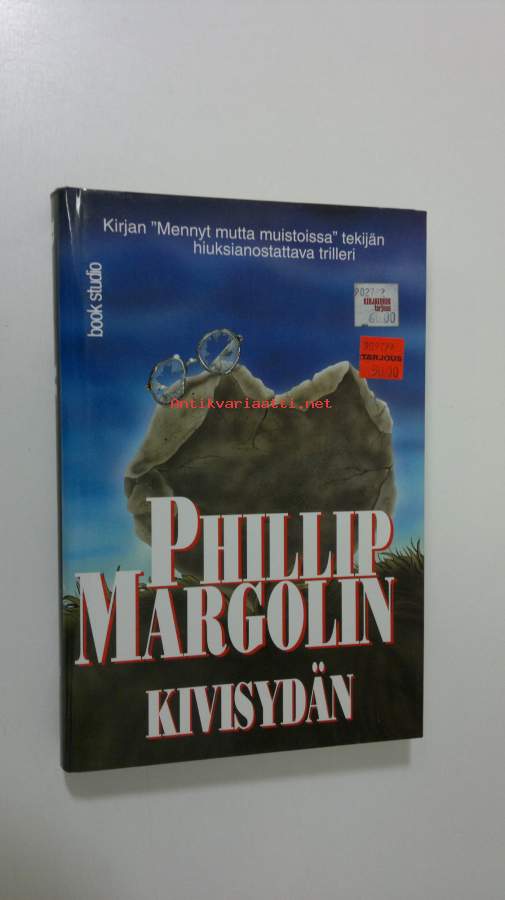 Kirjan "Mennyt mutta muistoissa" tekijän
hiuksianostattava trilleri
book studio
TARJOUS
Antikvariaatti.net
PHILLIP
MARGOLIN
KIVISYDÄN